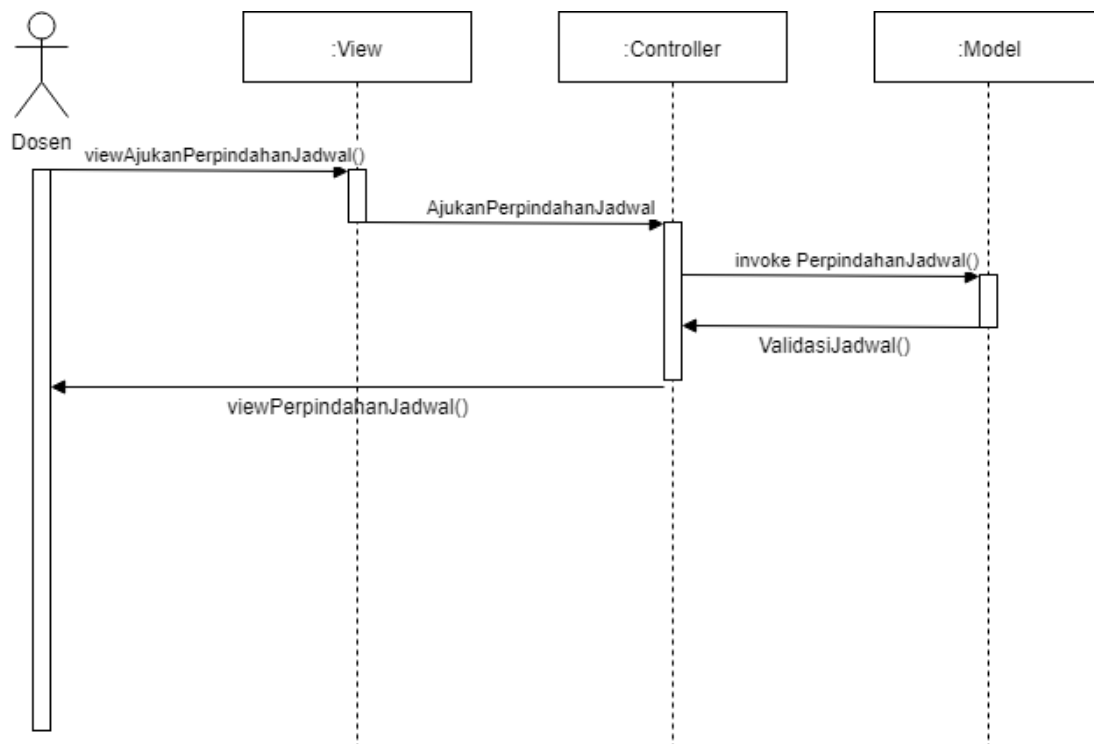 :View
:Controller
:Model
Dosen
viewAjukanPerpindahanJadwal()
AjukanPerpindahanJadwal
invoke PerpindahanJadwal()
ValidasiJadwal()
viewPerpindahanJadwal()